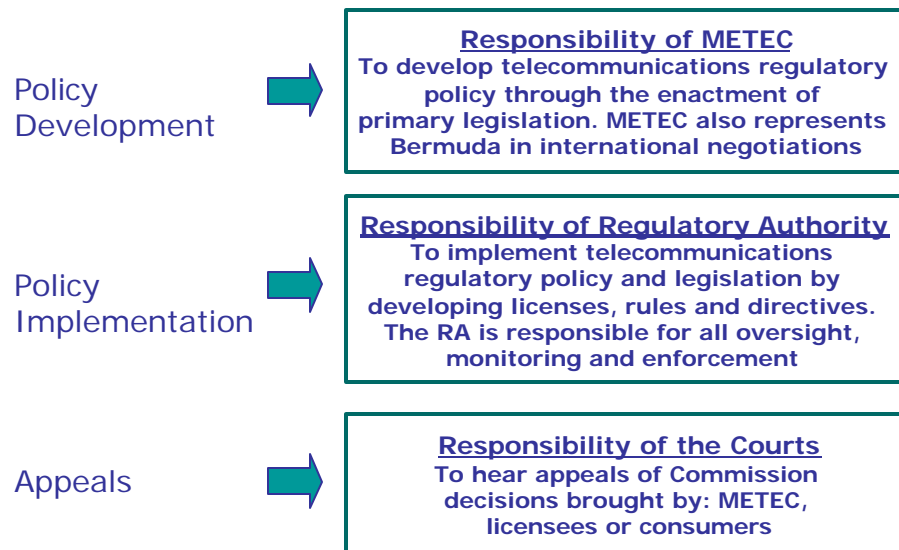 Policy
Development
Responsibility of METEC
To develop telecommunications regulatory
policy through the enactment of
primary legislation. METEC also represents
Bermuda in international negotiations
Policy
Implementation
Responsibility of Regulatory Authority
To implement telecommunications
regulatory policy and legislation by
developing licenses, rules and directives.
The RA is responsible for all oversight,
monitoring and enforcement
Appeals
Responsibility of the Courts
To hear appeals of Commission
decisions brought by: METEC,
licensees or consumers